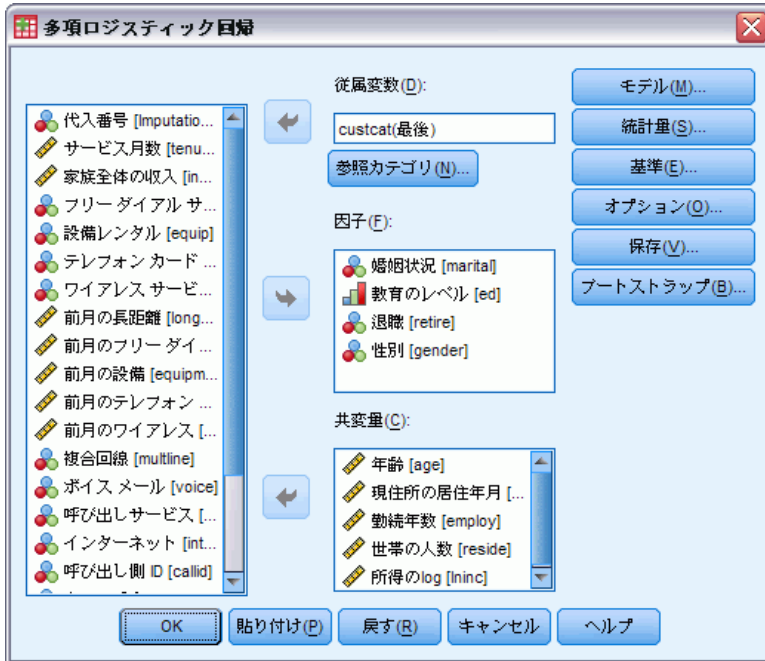 多項ロジスティック回帰
代入番号 [Imputatio...
サービス月数 [tenu...
家族全体の収入 [in...
フリー ダイアル サ...
設備レンタル [equip]
テレフォン カード ...
ワイアレス サービ...
前月の長距離 [long...
前月のフリー ダイ...
前月の設備 [equipm...
前月のテレフォン ...
前月のワイアレス [...
複合回線 [multline]
ボイス メール [voice]
呼び出しサービス [...
インターネット [int...
呼び出し側 ID [callid]
従属変数(D):
custcat(最後)
参照カテゴリ(N)...
因子(F):
婚姻状況 [marital]
教育のレベル [ed]
退職 [retire]
性別 [gender]
共変量(C):
年齢 [age]
現住所の居住年月 [...
勤続年数 [employ]
世帯の人数 [reside]
所得のlog [lninc]
モデル(M)...
統計量(S)...
基準(E)...
オプション(O)...
保存(V)...
ブートストラップ(B)...
OK
貼り付け(P)
戻す(R)
キャンセル
ヘルプ